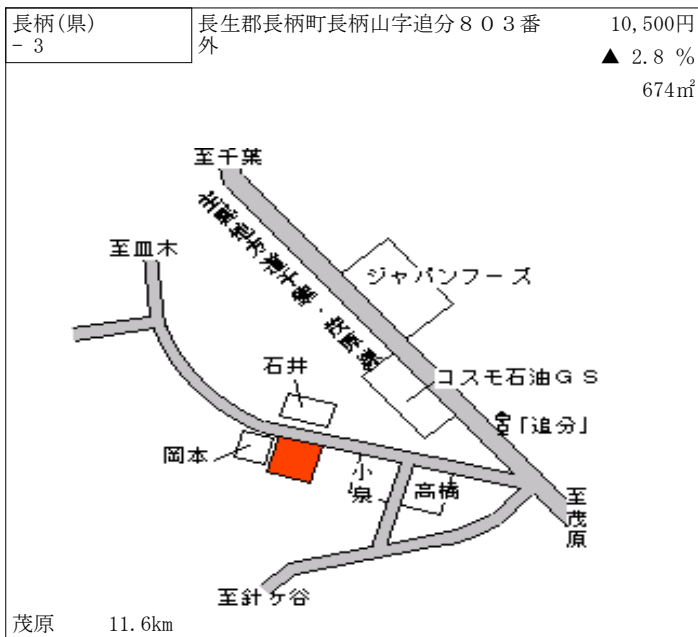 長柄(県)
- 3
長生郡長柄町長柄山字追分８０３番
外
10,500円
▲ 2.8 %
674㎡
至千葉
主要地方道千葉・茂原線
至皿木
ジャパンフーズ
石井
コスモ石油ＧＳ
「追分」
岡本
小泉
高橋
至茂原
至針ヶ谷
茂原 11.6km